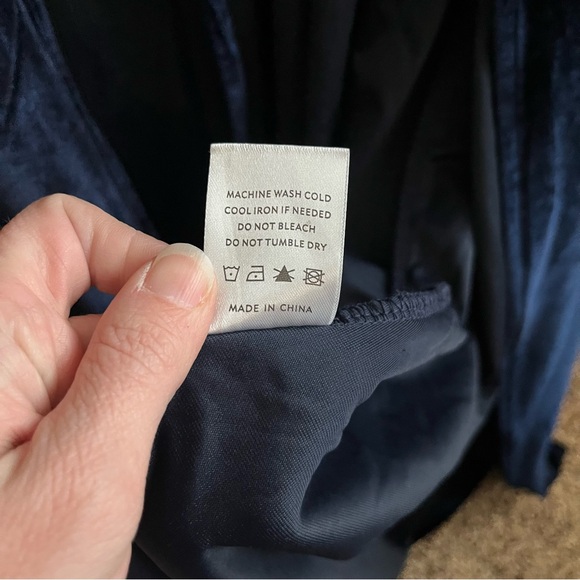 MACHINE WASH COLD
COOL IRON IF NEEDED
DO NOT BLEACH
DO NOT TUMBLE DRY
MADE IN CHINA